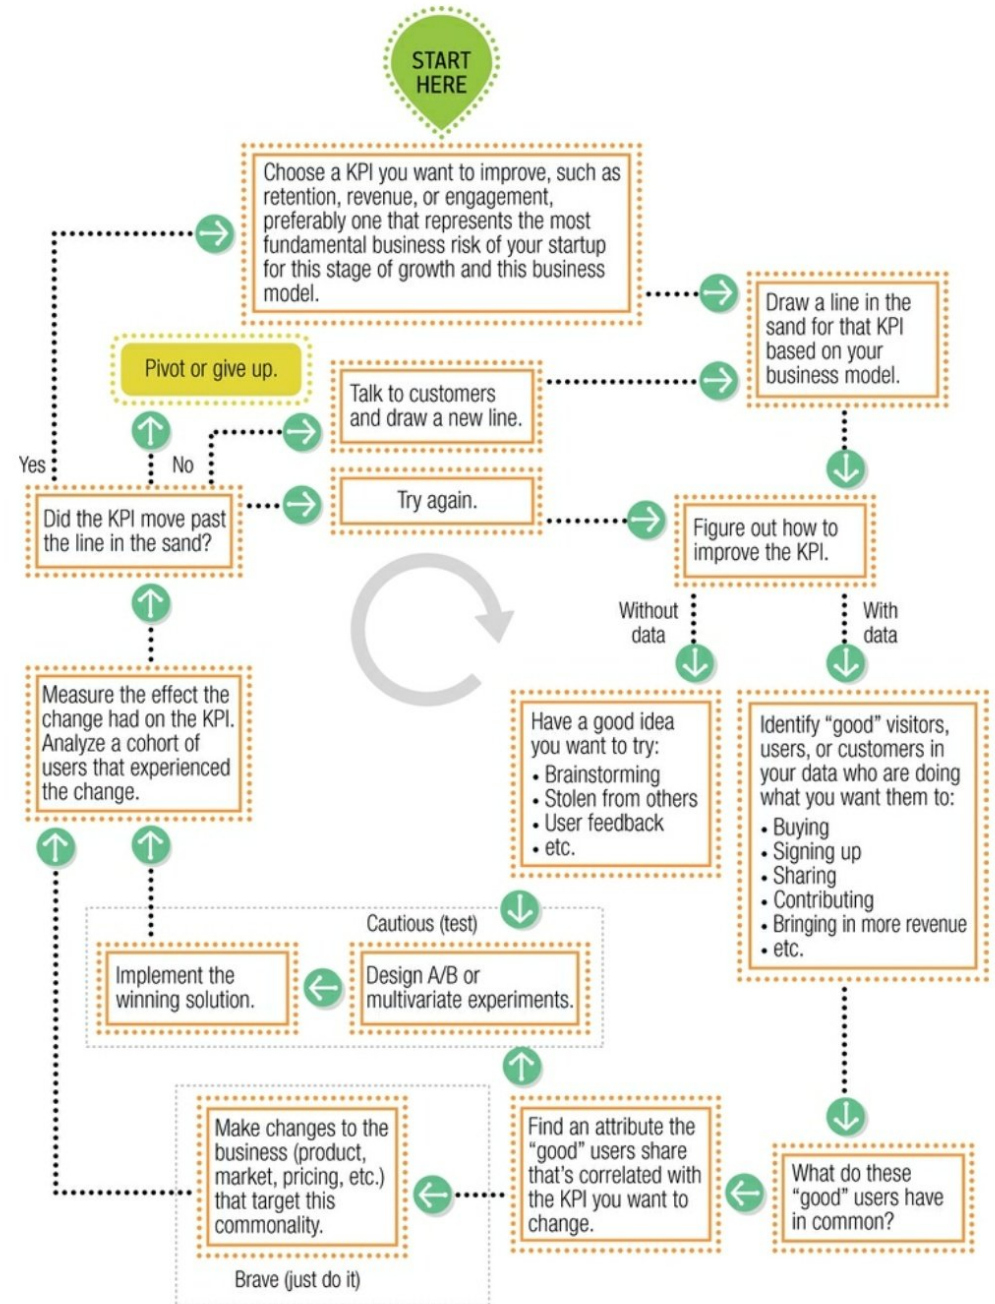 START
HERE
Choose a KPI you want to improve, such as
retention, revenue, or engagement,
preferably one that represents the most
fundamental business risk of your startup
for this stage of growth and this business
model.
Draw a line in the
sand for that KPI
based on your
business model.
Pivot or give up.
Talk to customers
and draw a new line.
Yes
No
Try again.
Did the KPI move past
the line in the sand?
Figure out how to
improve the KPI.
Without
data
With
data
Measure the effect the
change had on the KPI.
Analyze a cohort of
users that experienced
the change.
Have a good idea
you want to try:
• Brainstorming
• Stolen from others
• User feedback
• etc.
Identify “good” visitors,
users, or customers in
your data who are doing
what you want them to:
• Buying
• Signing up
• Sharing
• Contributing
• Bringing in more revenue
• etc.
Cautious (test)
Implement the
winning solution.
Design A/B or
multivariate experiments.
Make changes to the
business (product,
market, pricing, etc.)
that target this
commonality.
Find an attribute the
“good” users share
that’s correlated with
the KPI you want to
change.
What do these
“good” users have
in common?
Brave (just do it)